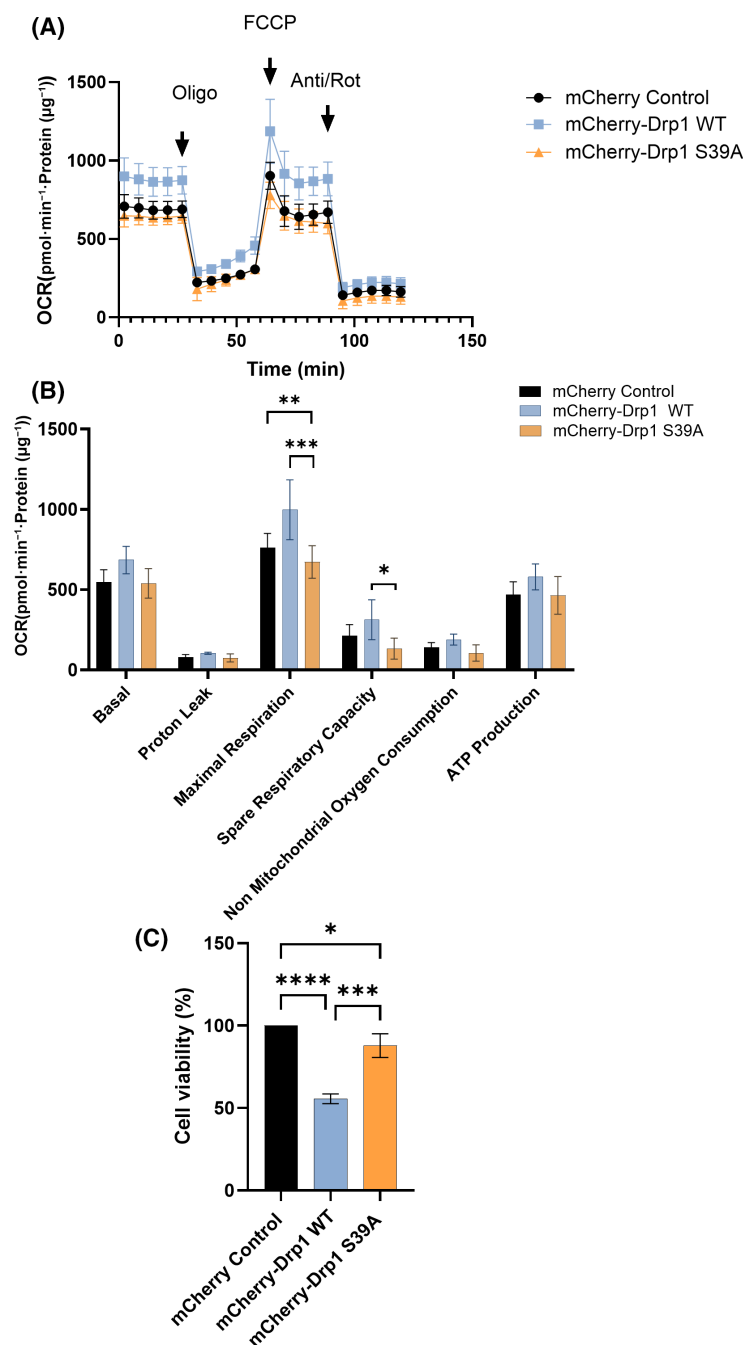 (A)
FCCP
Oligo
Anti/Rot
mCherry Control
mCherry-Drp1 WT
mCherry-Drp1 S39A
OCR(pmol·min⁻¹·Protein (µg⁻¹))
1500
1000
500
0
0 50 100 150
Time (min)
(B)
mCherry Control
mCherry-Drp1 WT
mCherry-Drp1 S39A
OCR(pmol·min⁻¹·Protein (µg⁻¹))
1500
1000
500
0
**
***
*
Basal
Proton Leak
Maximal Respiration
Spare Respiratory Capacity
Non Mitochondrial Oxygen Consumption
ATP Production
(C)
Cell viability (%)
150
100
50
0
*
****
***
mCherry Control
mCherry-Drp1 WT
mCherry-Drp1 S39A